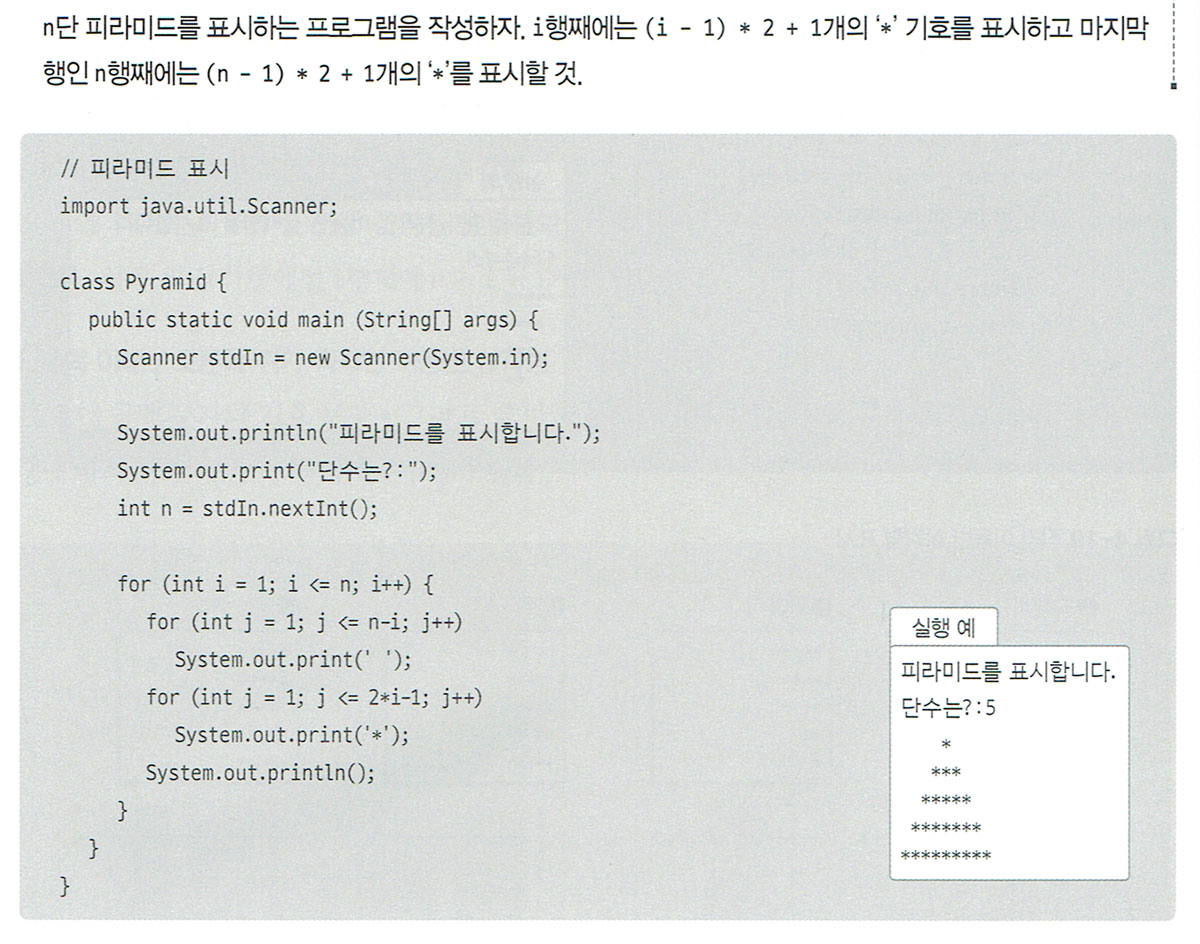 n단 피라미드를 표시하는 프로그램을 작성하자. i행째에는 (i - 1) * 2 + 1개의 ‘*’ 기호를 표시하고 마지막
행인 n행째에는 (n - 1) * 2 + 1개의 ‘*’를 표시할 것.
// 피라미드 표시
import java.util.Scanner;
class Pyramid {
public static void main (String[] args) {
Scanner stdIn = new Scanner(System.in);
System.out.println("피라미드를 표시합니다.");
System.out.print("단수는?:");
int n = stdIn.nextInt();
for (int i = 1; i <= n; i++) {
for (int j = 1; j <= n-i; j++)
System.out.print(' ');
for (int j = 1; j <= 2*i-1; j++)
System.out.print('*');
System.out.println();
}
}
}
실행 예
피라미드를 표시합니다.
단수는?:5
*
***
*****
*******
*********